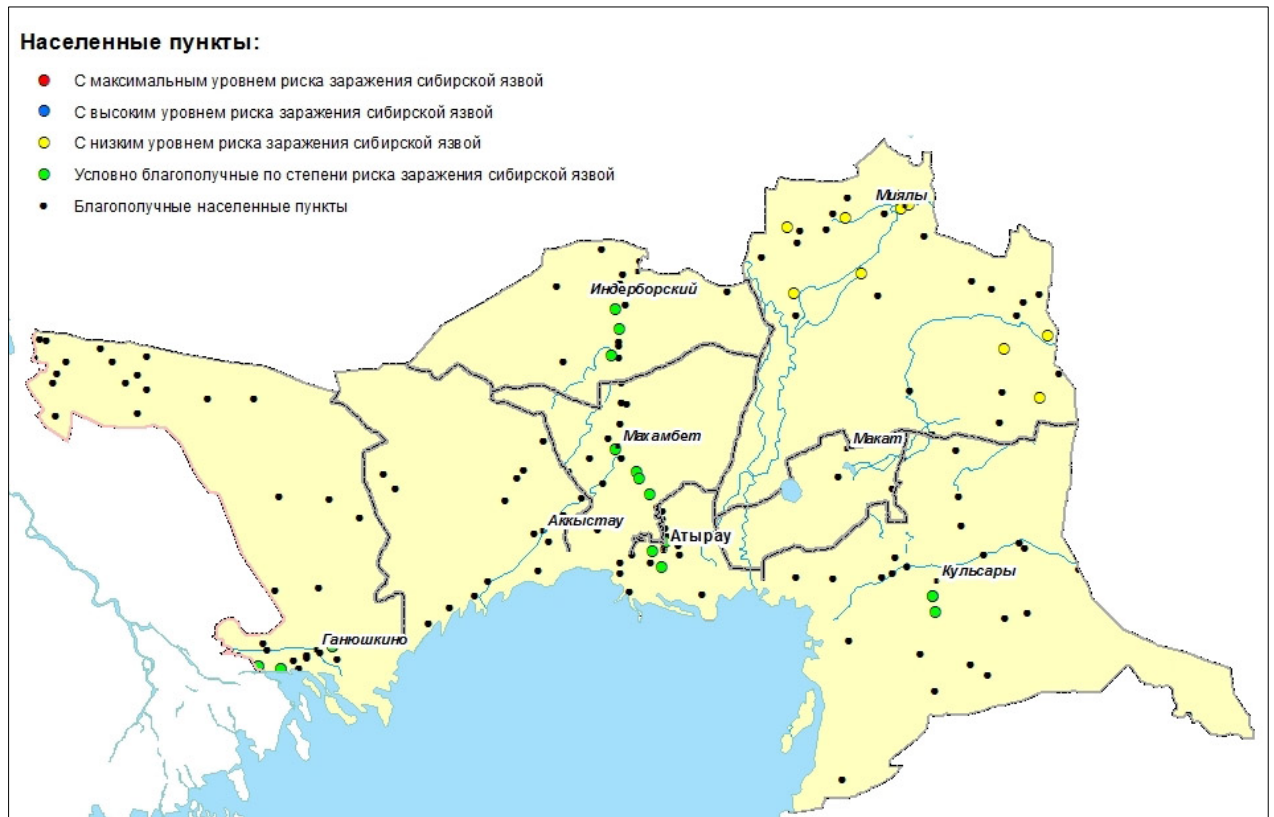 Населенные пункты:
С максимальным уровнем риска заражения сибирской язвой
С высоким уровнем риска заражения сибирской язвой
С низким уровнем риска заражения сибирской язвой
Условно благополучные по степени риска заражения сибирской язвой
Благополучные населенные пункты
Миялы
Индерборский
Махамбет
Макат
Аккыстау
Атырау
Кульсары
Ганюшкино